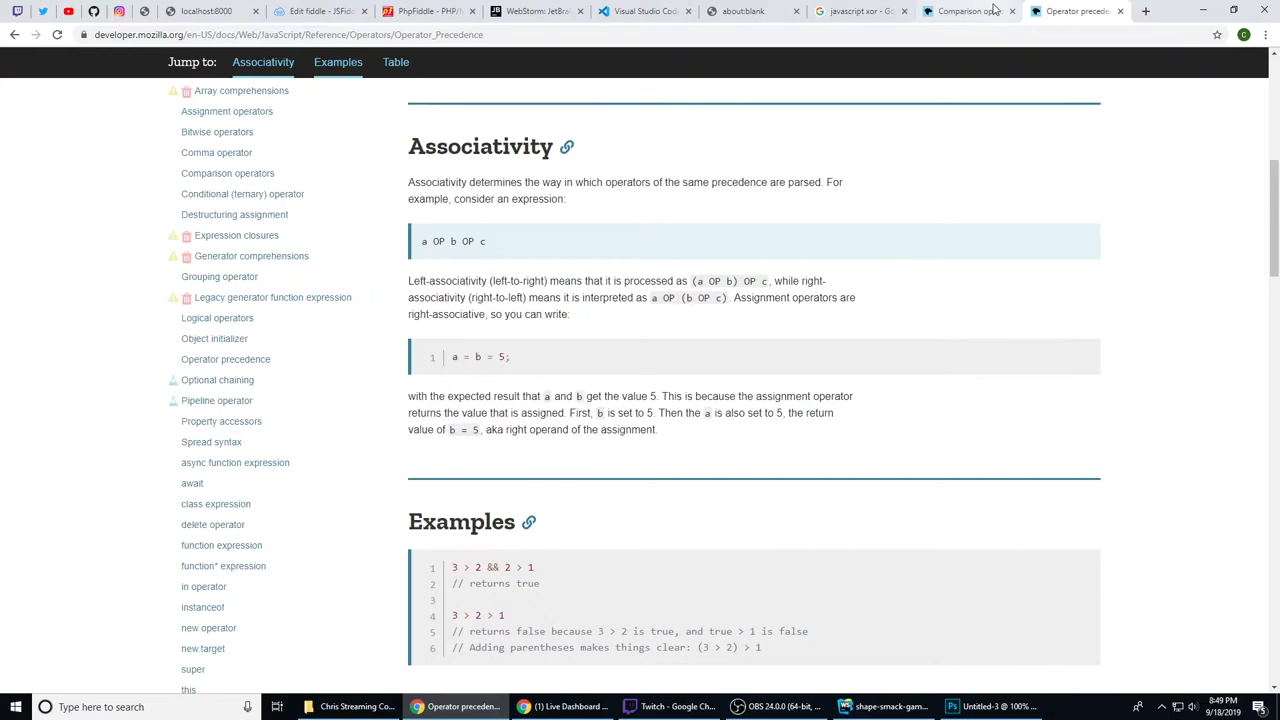 localhost:8000
Edit fiddle - JSFid
PhpFiddle - PHP/M
WebStorm: JetBra
Visual Studio Code
about:blank
javascript xor - Go
Comparison op
Operator precede
developer.mozilla.org/en-US/docs/Web/JavaScript/Reference/Operators/Operator_Precedence
Jump to: Associativity Examples Table
Array comprehensions
Assignment operators
Bitwise operators
Comma operator
Comparison operators
Conditional (ternary) operator
Destructuring assignment
Expression closures
Generator comprehensions
Grouping operator
Legacy generator function expression
Logical operators
Object initializer
Operator precedence
Optional chaining
Pipeline operator
Property accessors
Spread syntax
async function expression
await
class expression
delete operator
function expression
function* expression
in operator
instanceof
new operator
new.target
super
this
Associativity
Associativity determines the way in which operators of the same precedence are parsed. For
example, consider an expression:
a OP b OP c
Left-associativity (left-to-right) means that it is processed as (a OP b) OP c, while right-
associativity (right-to-left) means it is interpreted as a OP (b OP c). Assignment operators are
right-associative, so you can write:
1 a = b = 5;
with the expected result that a and b get the value 5. This is because the assignment operator
returns the value that is assigned. First, b is set to 5. Then the a is also set to 5, the return
value of b = 5, aka right operand of the assignment.
Examples
1 3 > 2 && 2 > 1
2 // returns true
3
4 3 > 2 > 1
5 // returns false because 3 > 2 is true, and true > 1 is false
6 // Adding parentheses makes things clear: (3 > 2) > 1
Type here to search
Chris Streaming Co...
Operator preceden...
(1) Live Dashboard ...
Twitch - Google Ch...
OBS 24.0.0 (64-bit, ...
shape-smack-gam...
Untitled-3 @ 100% ...
8:49 PM
9/18/2019